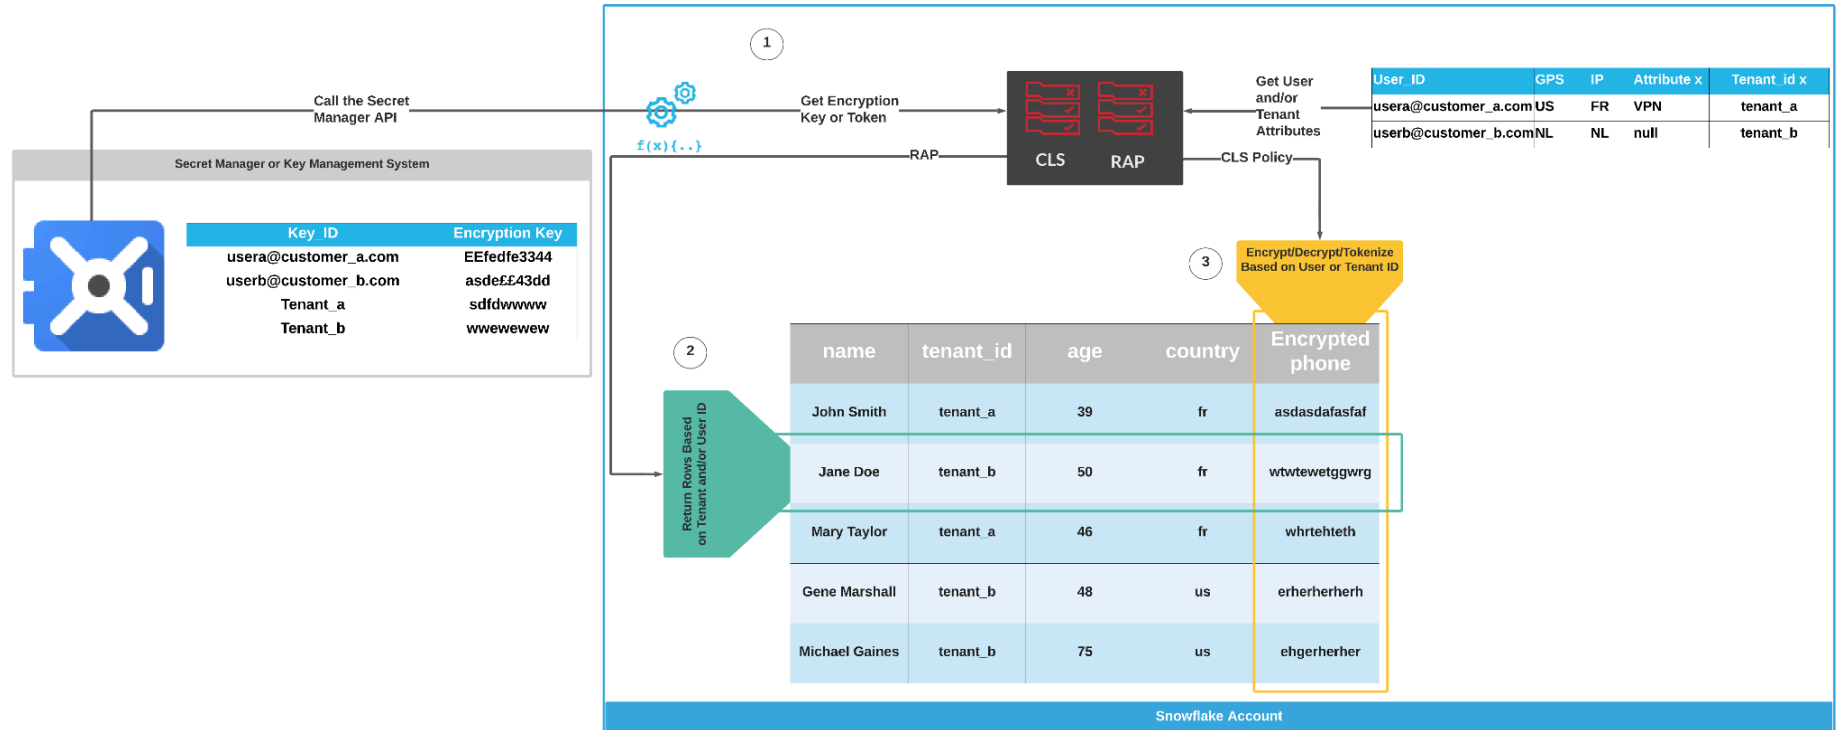 1
Call the Secret
Manager API
Get Encryption
Key or Token
f(x){..}
CLS
RAP
Get User
and/or
Tenant
Attributes
User_ID GPS IP Attribute x Tenant_id x
usera@customer_a.com US FR VPN tenant_a
userb@customer_b.com NL NL null tenant_b
RAP
CLS Policy
Secret Manager or Key Management System
Key_ID Encryption Key
usera@customer_a.com EEfedfe3344
userb@customer_b.com asde££43dd
Tenant_a sdfdwwww
Tenant_b wwewewew
3
Encrypt/Decrypt/Tokenize
Based on User or Tenant ID
2
Return Rows Based
on Tenant and/or User ID
name tenant_id age country Encrypted
phone
John Smith tenant_a 39 fr asdasdafasfaf
Jane Doe tenant_b 50 fr wtwtewetggwrg
Mary Taylor tenant_a 46 fr whrtehteth
Gene Marshall tenant_b 48 us erherherherh
Michael Gaines tenant_b 75 us ehgerherher
Snowflake Account